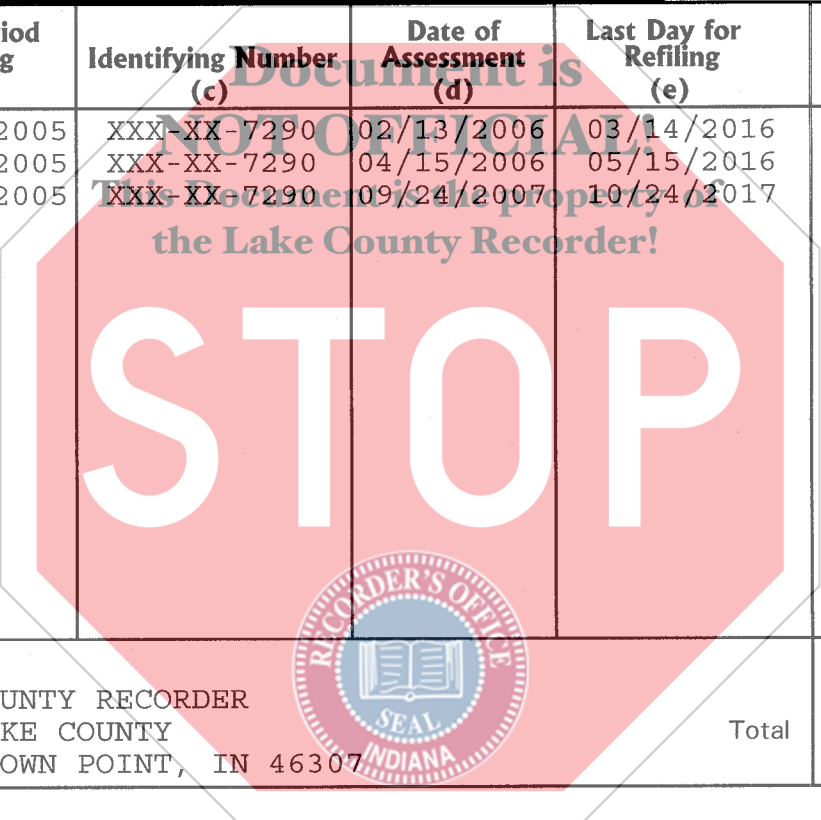 iod
g
Identifying Number
(c)
Date of
Assessment
(d)
Last Day for
Refiling
(e)
Document is
NOT OFFICIAL!
This Document is the property of
the Lake County Recorder!
2005 XXX-XX-7290 02/13/2006 03/14/2016
2005 XXX-XX-7290 04/15/2006 05/15/2016
2005 XXX-XX-7290 09/24/2007 10/24/2017
STOP
RECORDER'S OFFICE
SEAL
INDIANA
UNTY RECORDER
KE COUNTY
OWN POINT, IN 46307
Total